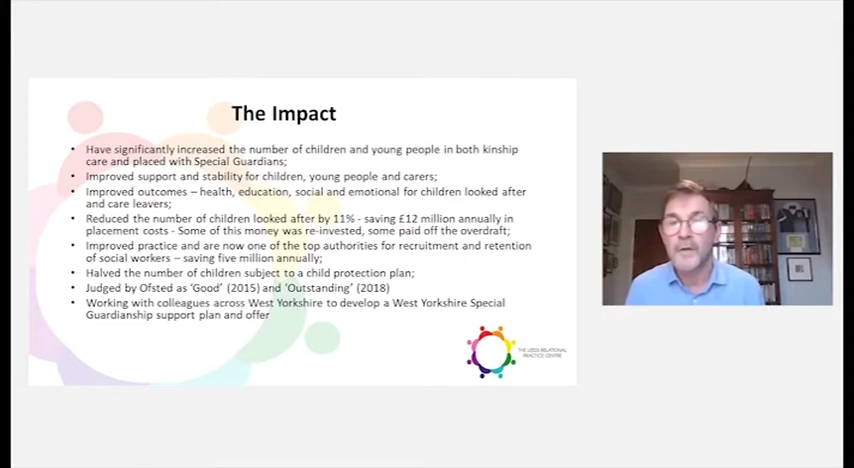 The Impact
• Have significantly increased the number of children and young people in both kinship
care and placed with Special Guardians;
• Improved support and stability for children, young people and carers;
• Improved outcomes – health, education, social and emotional for children looked after
and care leavers;
• Reduced the number of children looked after by 11% - saving £12 million annually in
placement costs - Some of this money was re-invested, some paid off the overdraft;
• Improved practice and are now one of the top authorities for recruitment and retention
of social workers – saving five million annually;
• Halved the number of children subject to a child protection plan;
• Judged by Ofsted as ‘Good’ (2015) and ‘Outstanding’ (2018)
• Working with colleagues across West Yorkshire to develop a West Yorkshire Special
Guardianship support plan and offer
THE LEEDS RELATIONAL
PRACTICE CENTRE